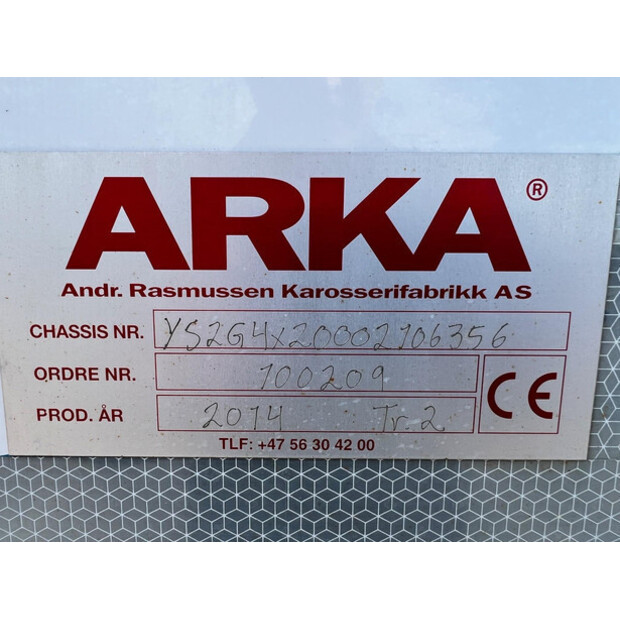 ARKA®
Andr. Rasmussen Karosserifabrikk AS
CHASSIS NR. YS2G4X20002106356
ORDRE NR. 100209
PROD. ÅR 2014 Tr. 2
CE
TLF: +47 56 30 42 00